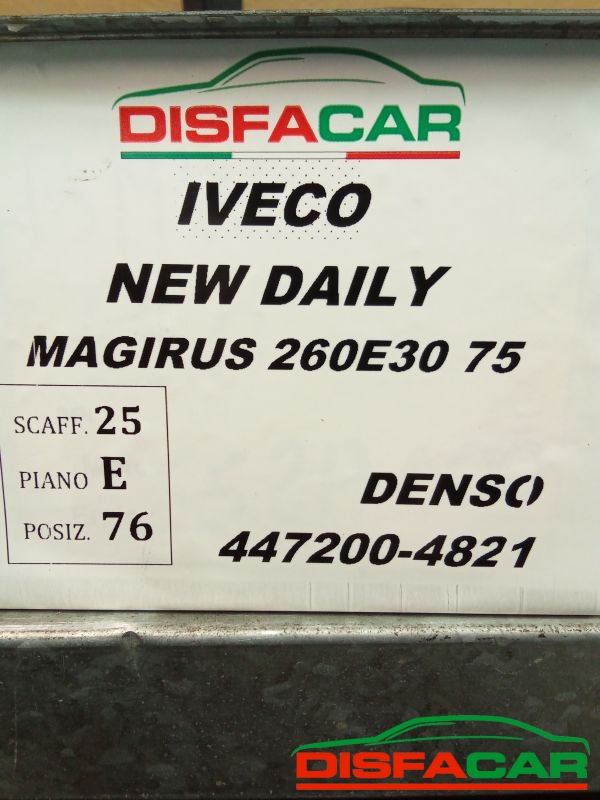 DISFACAR
IVECO
NEW DAILY
MAGIRUS 260E30 75
SCAFF. 25
PIANO E
POSIZ. 76
DENSO
447200-4821
DISFACAR